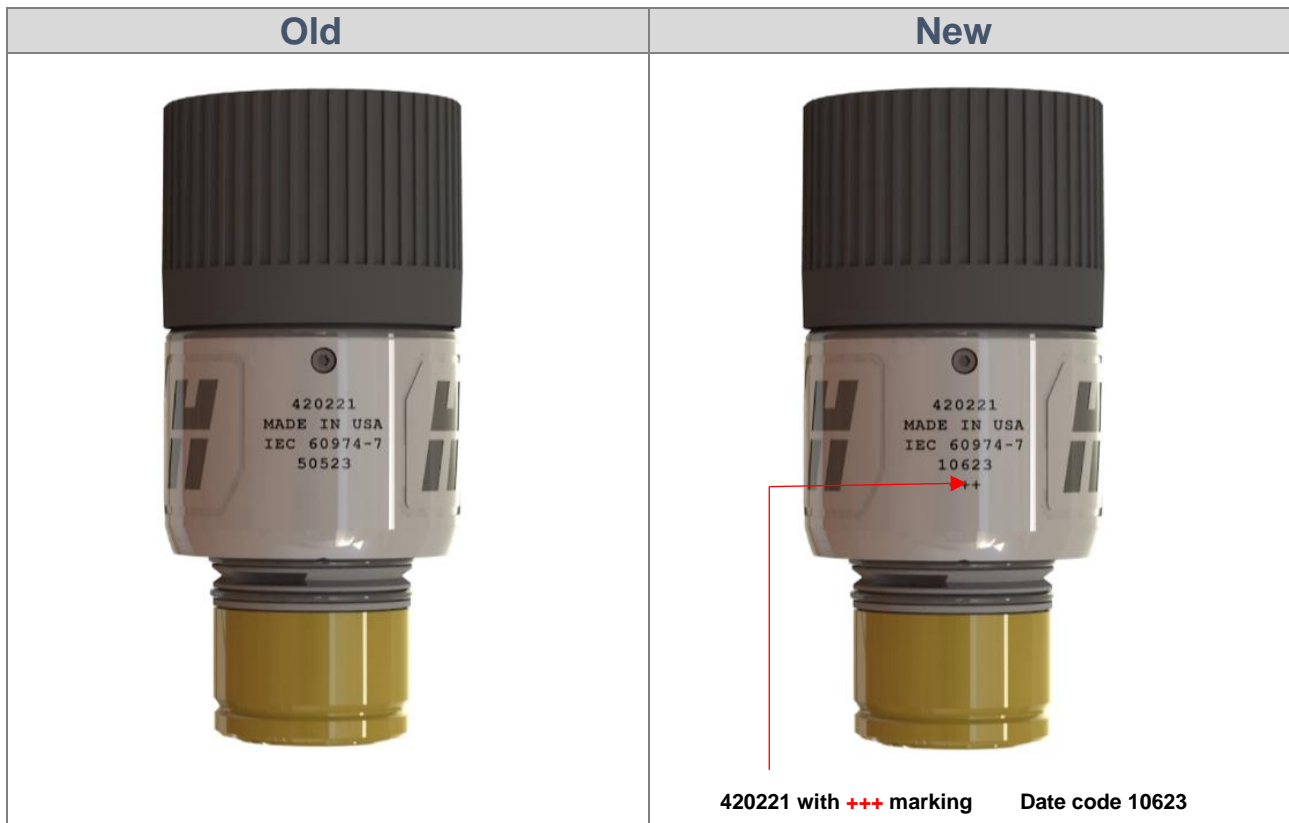 Old
New
420221
MADE IN USA
IEC 60974-7
50523
420221
MADE IN USA
IEC 60974-7
10623
++
420221 with +++ marking
Date code 10623